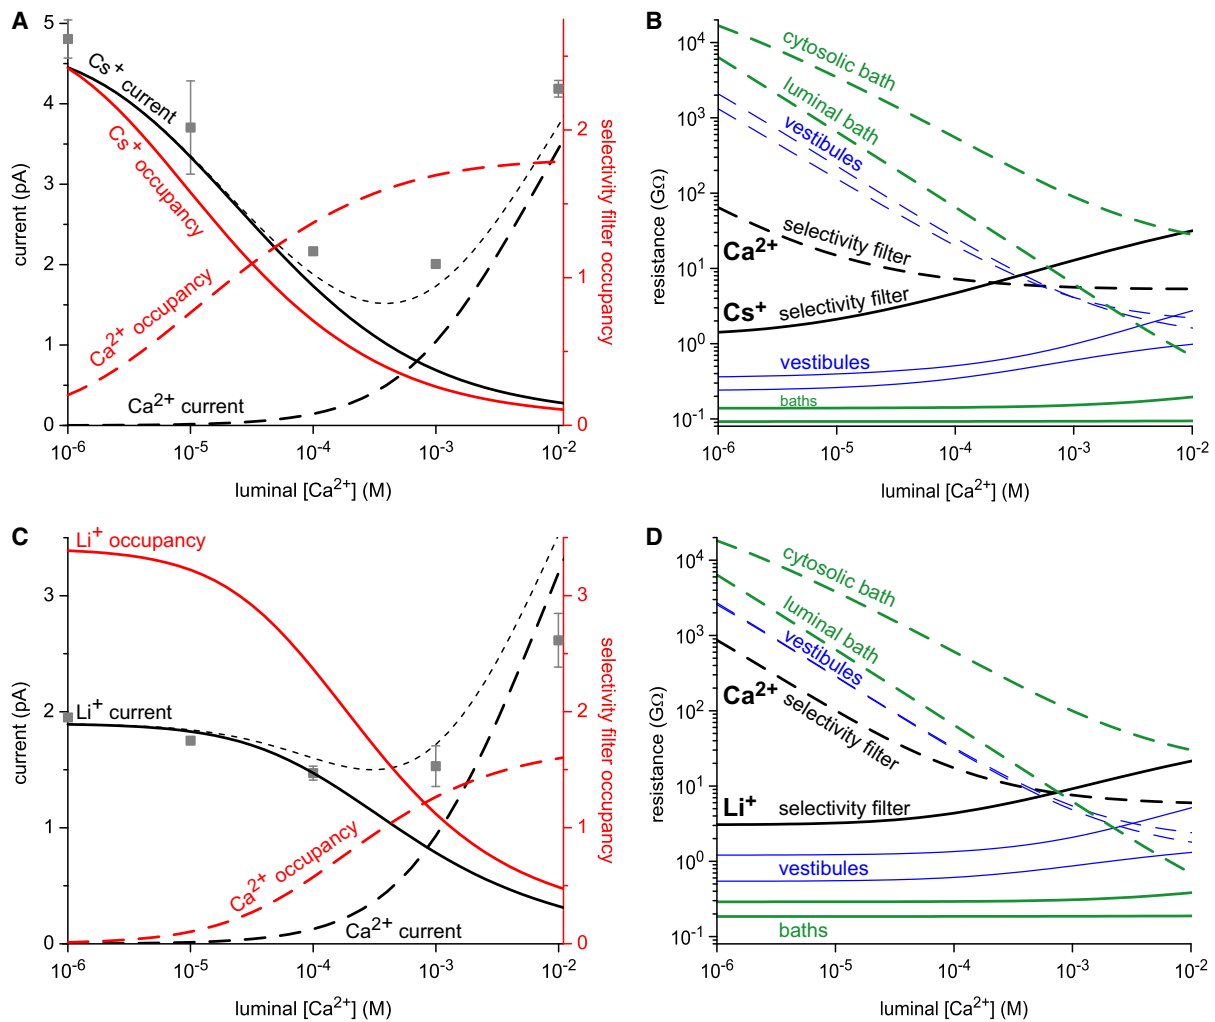 A
5
4
3
2
1
0
current (pA)
Cs+ current
Cs+ occupancy
Ca2+ occupancy
Ca2+ current
2
1
0
selectivity filter occupancy
10-6
10-5
10-4
10-3
10-2
luminal [Ca2+] (M)
B
104
103
102
101
100
10-1
resistance (GΩ)
cytosolic bath
luminal bath
vestibules
selectivity filter
Ca2+
Cs+ selectivity filter
vestibules
baths
10-6
10-5
10-4
10-3
10-2
luminal [Ca2+] (M)
C
3
2
1
0
current (pA)
Li+ occupancy
Li+ current
Ca2+ occupancy
Ca2+ current
3
2
1
0
selectivity filter occupancy
10-6
10-5
10-4
10-3
10-2
luminal [Ca2+] (M)
D
104
103
102
101
100
10-1
resistance (GΩ)
cytosolic bath
luminal bath
vestibules
Ca2+
selectivity filter
Li+ selectivity filter
vestibules
baths
10-6
10-5
10-4
10-3
10-2
luminal [Ca2+] (M)